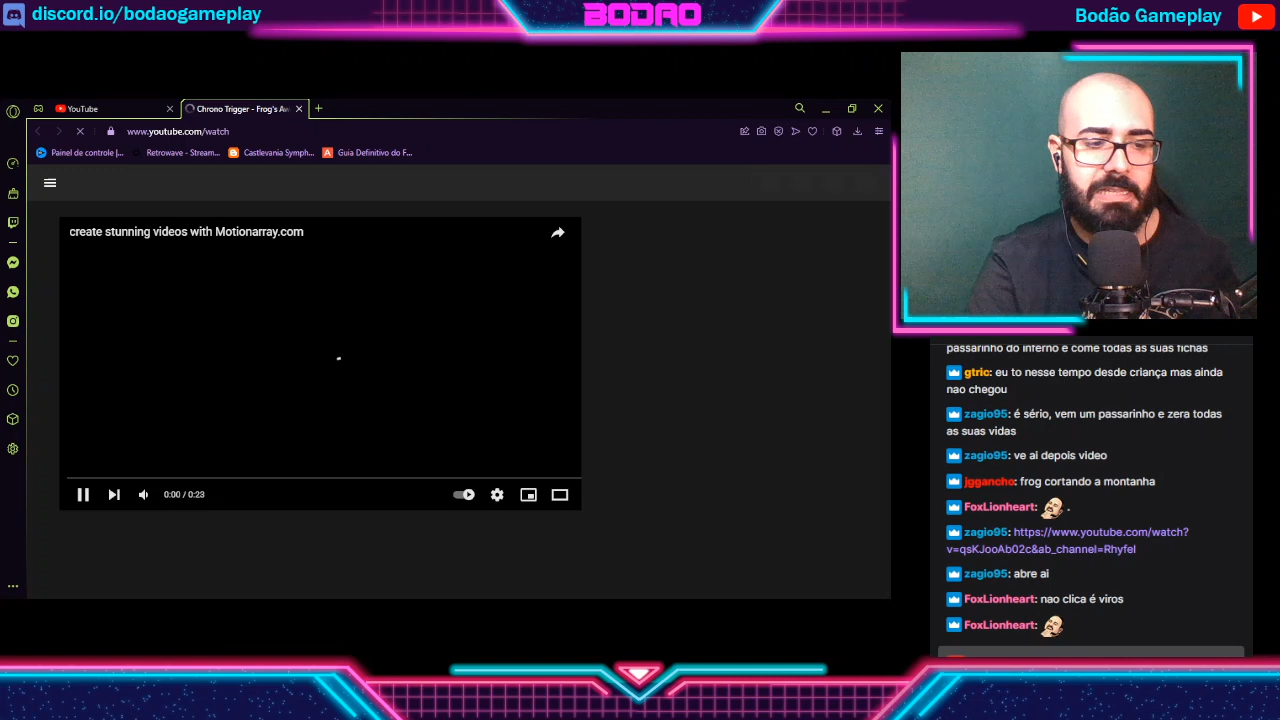 discord.io/bodaogameplay
BODAO
Bodão Gameplay
YouTube
Chrono Trigger - Frog's Aw
www.youtube.com/watch
Painel de controle |...
Retrowave - Stream...
Castlevania Symph...
Guia Definitivo do F...
create stunning videos with Motionarray.com
0:00 / 0:23
passarinho do inferno e come todas as suas fichas
gtric: eu to nesse tempo desde criança mas ainda
nao chegou
zagio95: é sério, vem um passarinho e zera todas
as suas vidas
zagio95: ve ai depois video
jggancho: frog cortando a montanha
FoxLionheart: .
zagio95: https://www.youtube.com/watch?
v=qsKJooAb02c&ab_channel=Rhyfel
zagio95: abre ai
FoxLionheart: nao clica é viros
FoxLionheart: